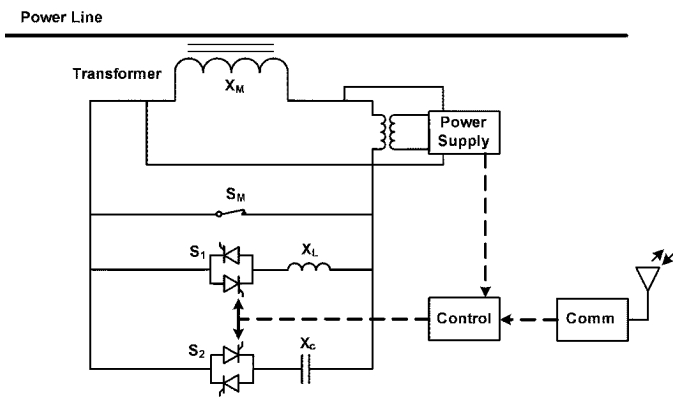 Power Line
Transformer
XM
Power
Supply
SM
S1
XL
Control
Comm
S2
Xc